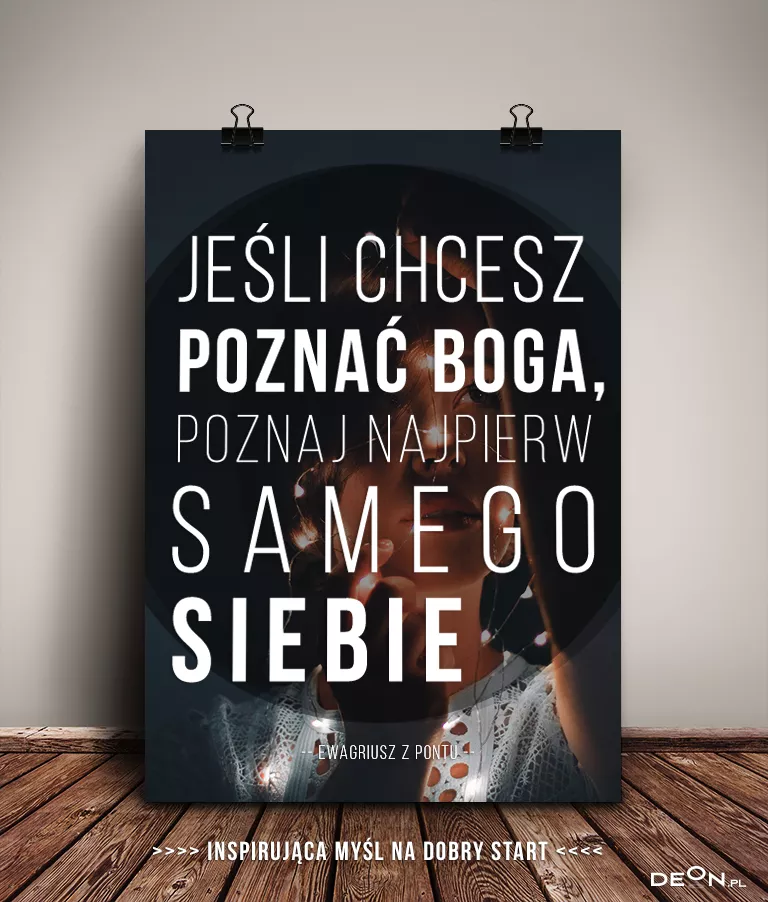 JEŚLI CHCESZ
POZNAĆ BOGA,
POZNAJ NAJPIERW
SAMEGO
SIEBIE
-- EWAGRIUSZ Z PONTU --
>>>> INSPIRUJĄCA MYŚL NA DOBRY START <<<<
DEON.PL